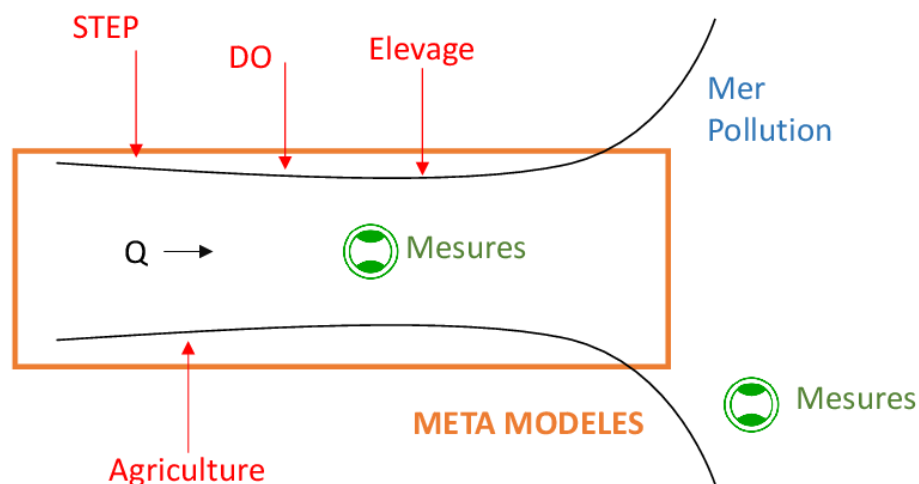 STEP
DO
Elevage
Mer
Pollution
Q
Mesures
Mesures
META MODELES
Agriculture